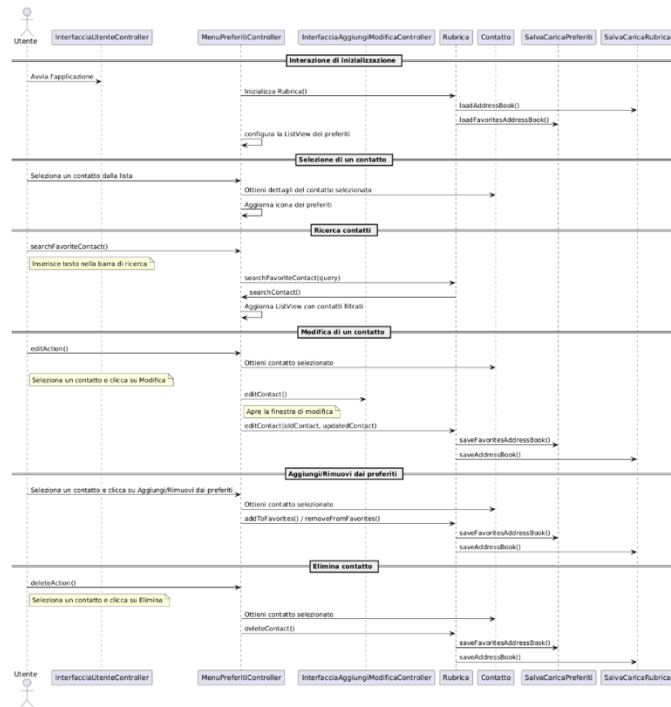 Utente
InterfacciaUtenteController
MenuPreferitiController
InterfacciaAggiungiModificaController
Rubrica
Contatto
SalvaCaricaPreferiti
SalvaCaricaRubrica
Interazione di inizializzazione
Avvia l'applicazione
Inizializza Rubrica()
loadAddressBook()
loadFavoritesAddressBook()
configura la ListView dei preferiti
Selezione di un contatto
Seleziona un contatto dalla lista
Ottieni dettagli del contatto selezionato
Aggiorna icona dei preferiti
Ricerca contatti
searchFavoriteContact()
Inserisce testo nella barra di ricerca
searchFavoriteContact(query)
searchContact()
Aggiorna ListView con contatti filtrati
Modifica di un contatto
editAction()
Ottieni contatto selezionato
Seleziona un contatto e clicca su Modifica
editContact()
Apre la finestra di modifica
editContact(oldContact, updatedContact)
saveFavoritesAddressBook()
saveAddressBook()
Aggiungi/Rimuovi dai preferiti
Seleziona un contatto e clicca su Aggiungi/Rimuovi dai preferiti
Ottieni contatto selezionato
addToFavorites() / removeFromFavorites()
saveFavoritesAddressBook()
saveAddressBook()
Elimina contatto
deleteAction()
Seleziona un contatto e clicca su Elimina
Ottieni contatto selezionato
deleteContact()
saveFavoritesAddressBook()
saveAddressBook()
Utente
InterfacciaUtenteController
MenuPreferitiController
InterfacciaAggiungiModificaController
Rubrica
Contatto
SalvaCaricaPreferiti
SalvaCaricaRubrica